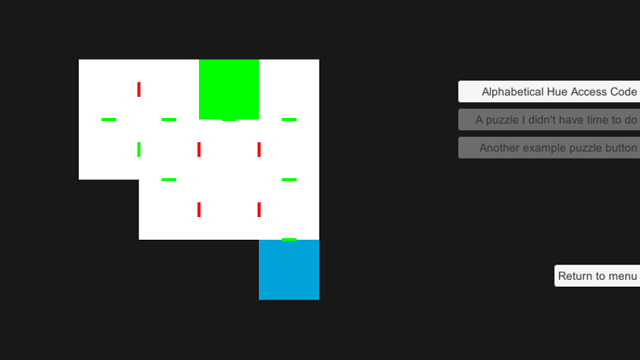 Alphabetical Hue Access Code
A puzzle I didn't have time to do
Another example puzzle button
Return to menu